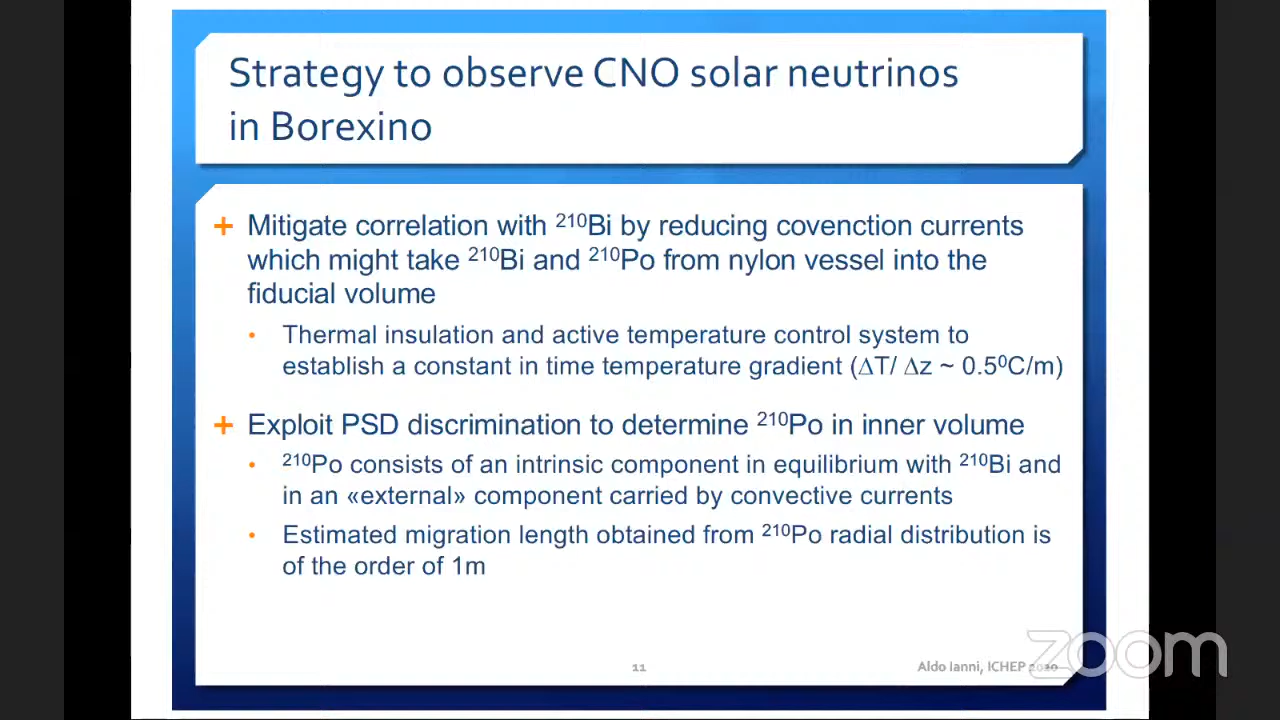 Strategy to observe CNO solar neutrinos
in Borexino
+ Mitigate correlation with ²¹⁰Bi by reducing covenction currents
which might take ²¹⁰Bi and ²¹⁰Po from nylon vessel into the
fiducial volume
• Thermal insulation and active temperature control system to
establish a constant in time temperature gradient (ΔT/ Δz ~ 0.5⁰C/m)
+ Exploit PSD discrimination to determine ²¹⁰Po in inner volume
• ²¹⁰Po consists of an intrinsic component in equilibrium with ²¹⁰Bi and
in an «external» component carried by convective currents
• Estimated migration length obtained from ²¹⁰Po radial distribution is
of the order of 1m
11
Aldo Ianni, ICHEP 2020
zoom